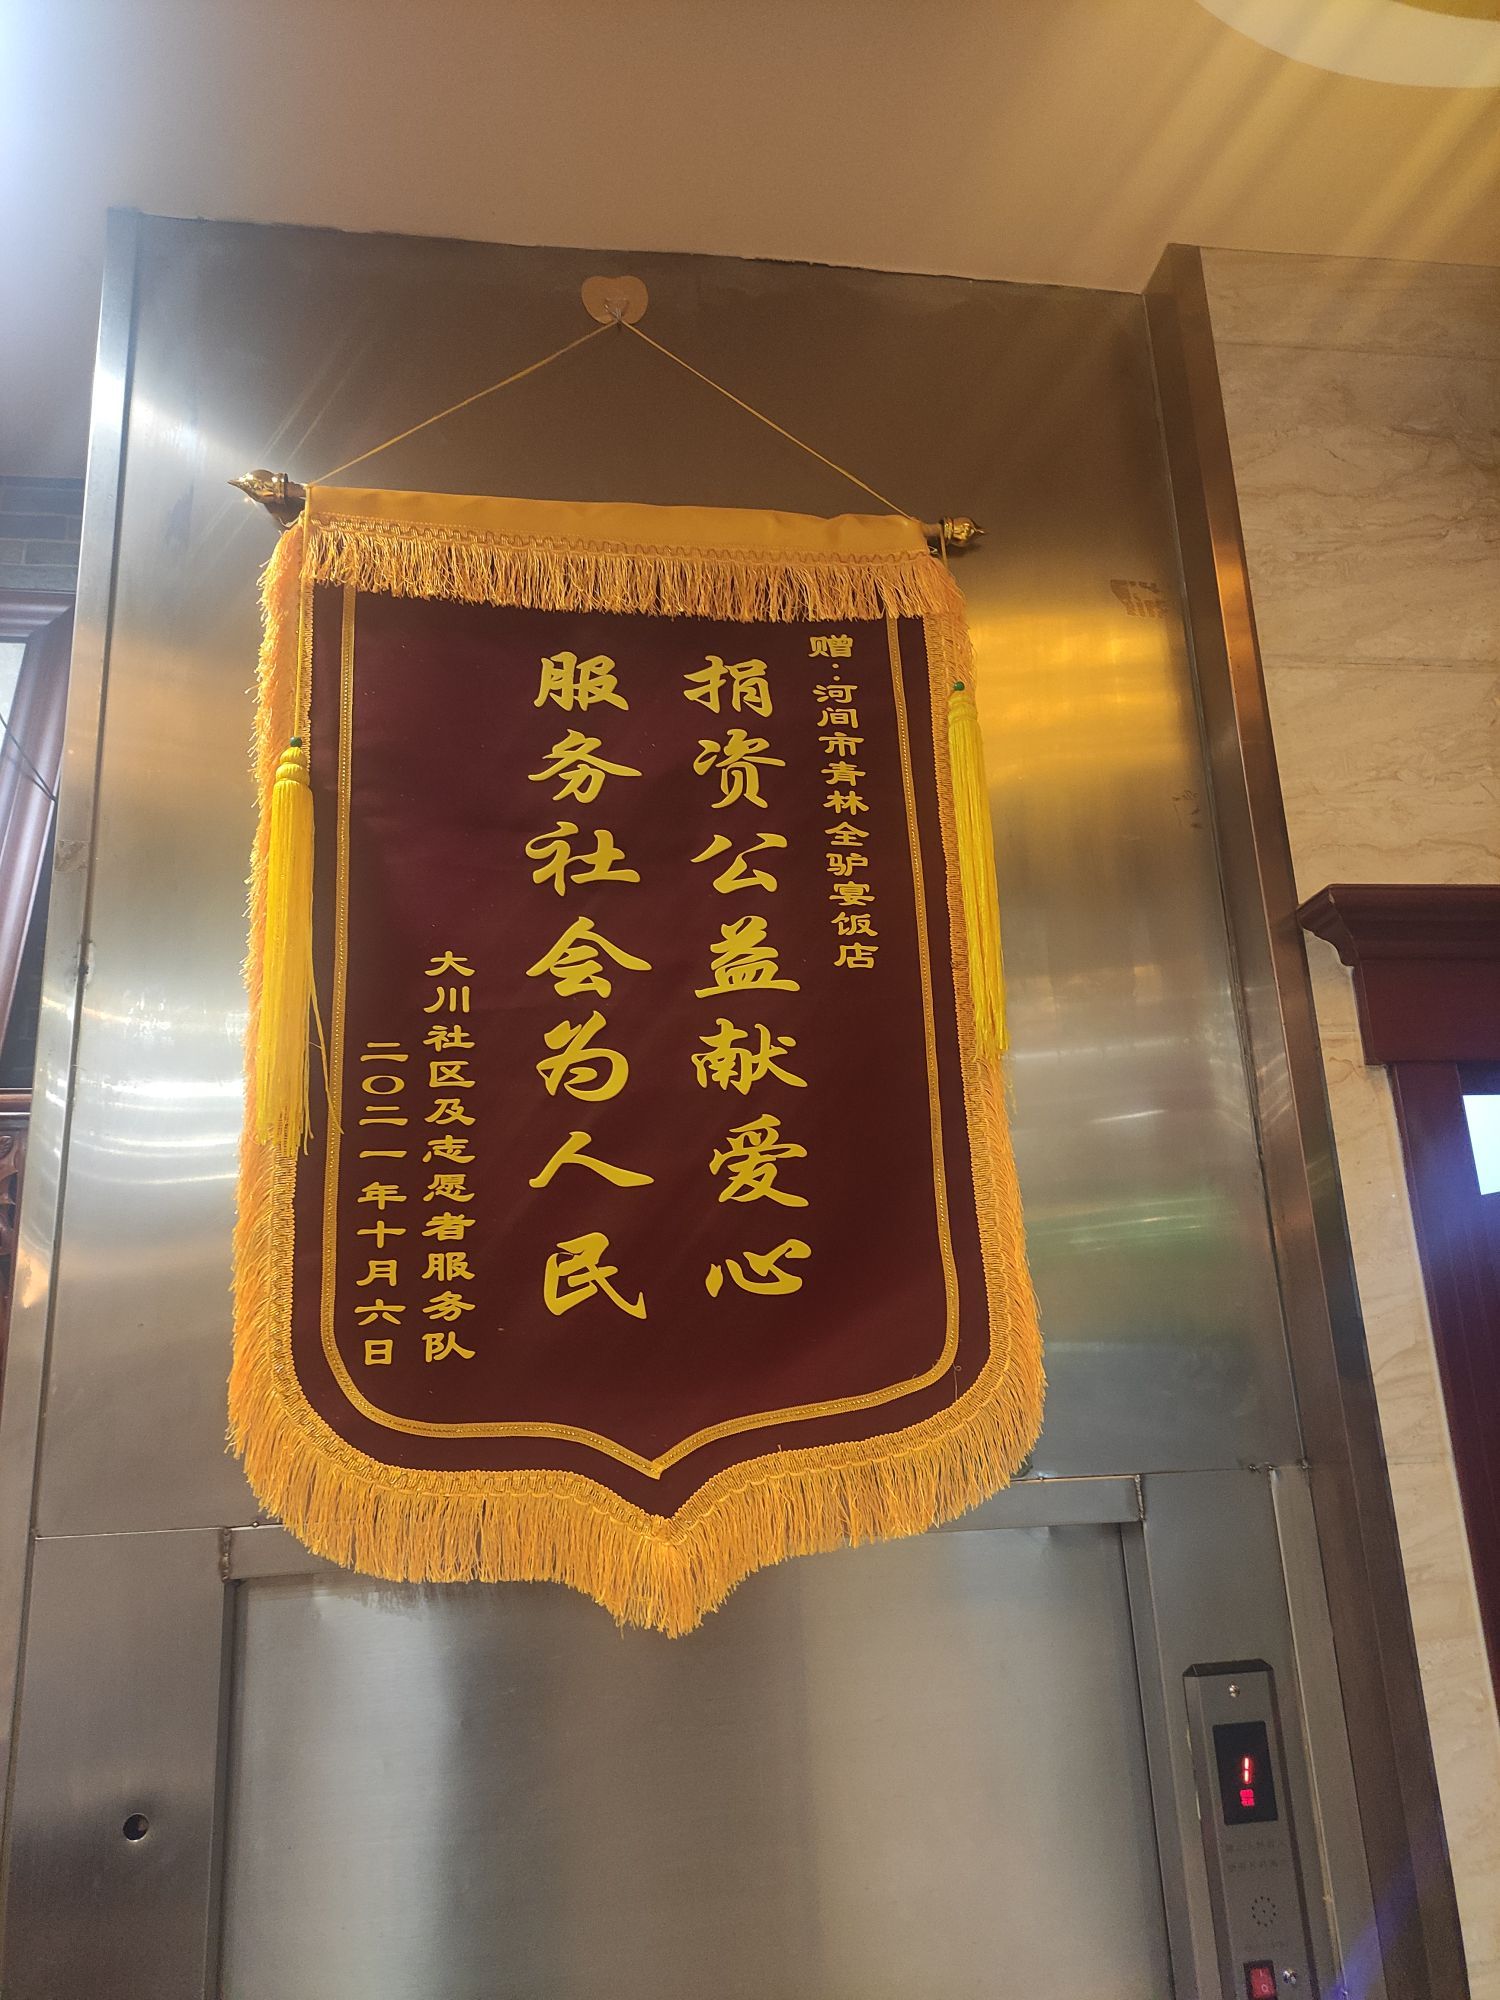 赠：河间市青林全驴宴饭店
捐资公益献爱心
服务社会为人民
大川社区及志愿者服务队
二〇二一年十月六日
1